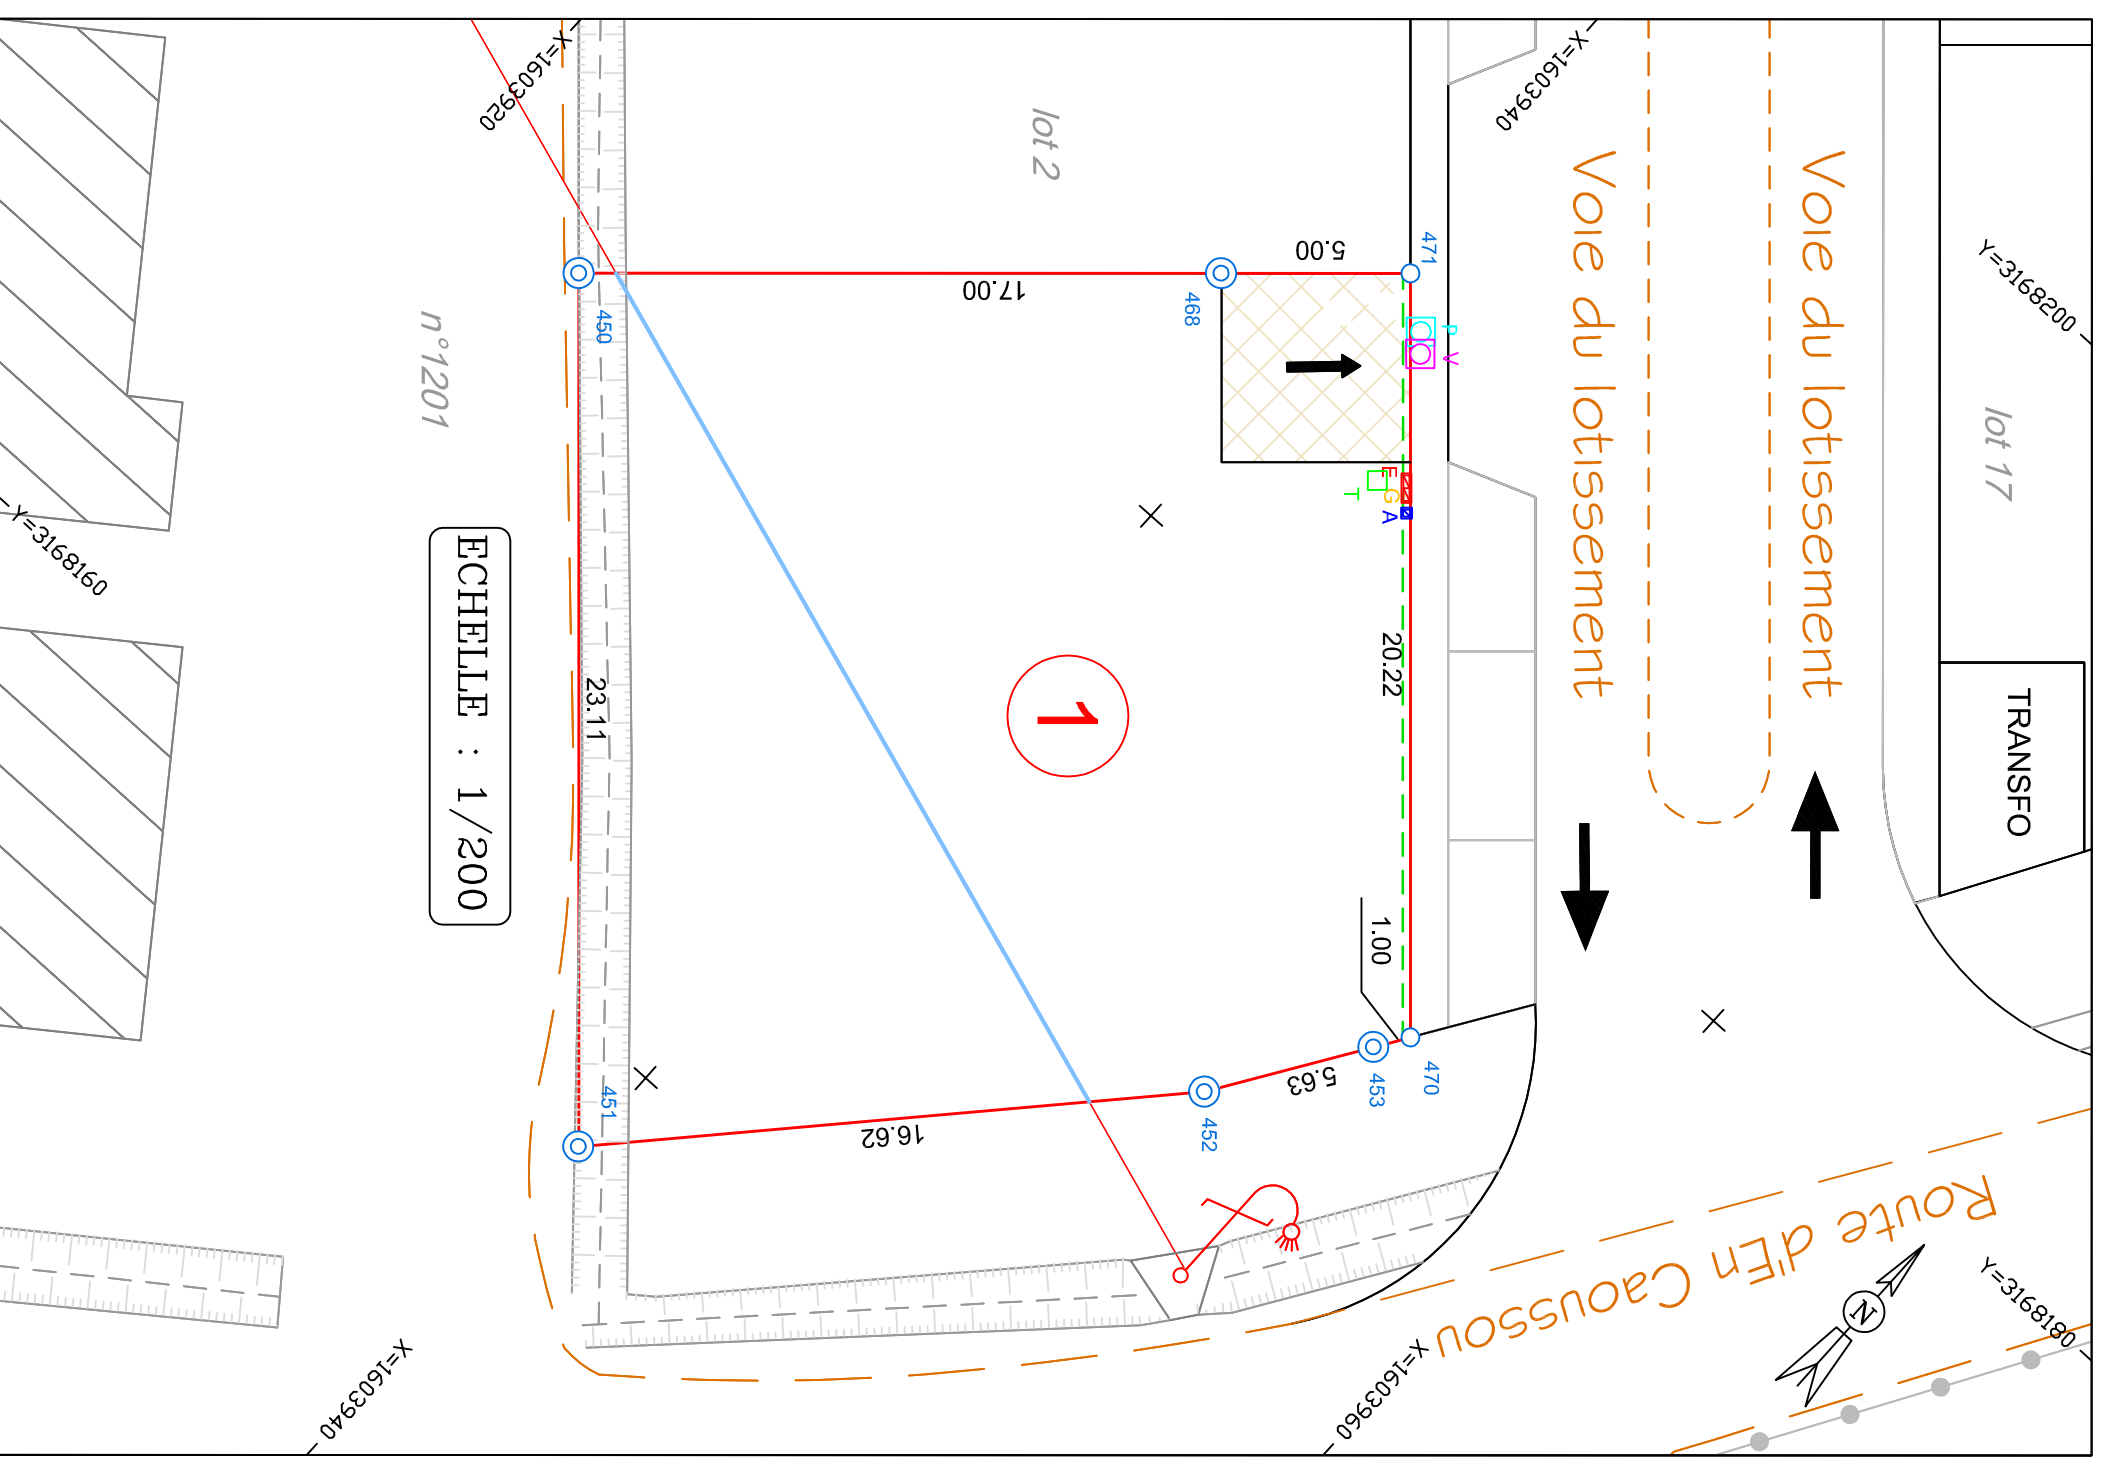 X=1603920
X=1603940
lot 2
Voie du lotissement
Voie du lotissement
Y=3168200
471
5.00
17.00
468
450
P
V
n°1201
lot 17
E
G
T
A
Y=3168160
ECHELLE : 1/200
20.22
23.11
1
TRANSFO
1.00
470
453
5.63
452
451
16.62
Route d'En Caoussou
N
Y=3168180
X=1603940
X=1603960